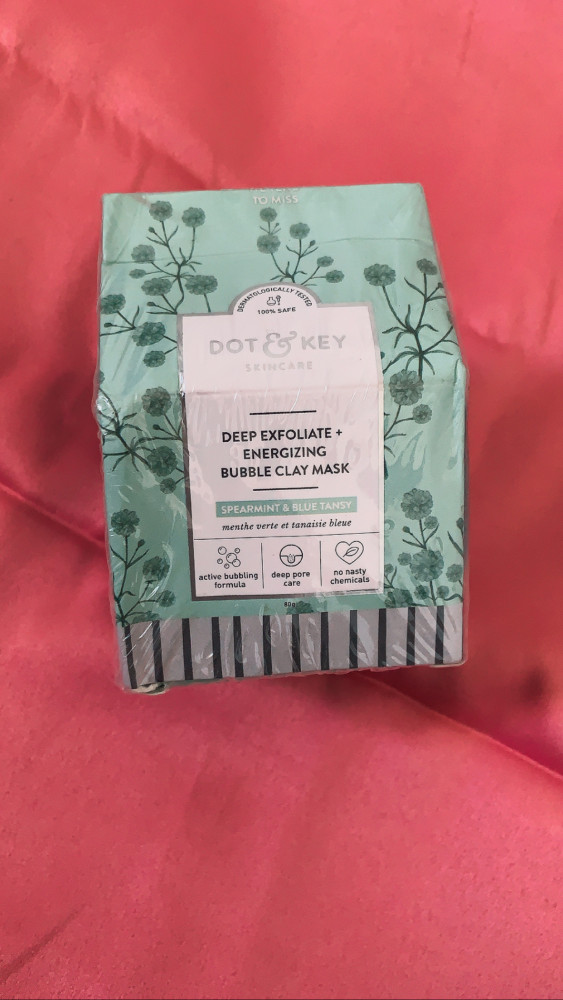 TO MISS
DERMATOLOGICALLY TESTED
100% SAFE
DOT & KEY
SKINCARE
DEEP EXFOLIATE +
ENERGIZING
BUBBLE CLAY MASK
SPEARMINT & BLUE TANSY
menthe verte et tanaisie bleue
active bubbling
formula
deep pore
care
no nasty
chemicals
80g